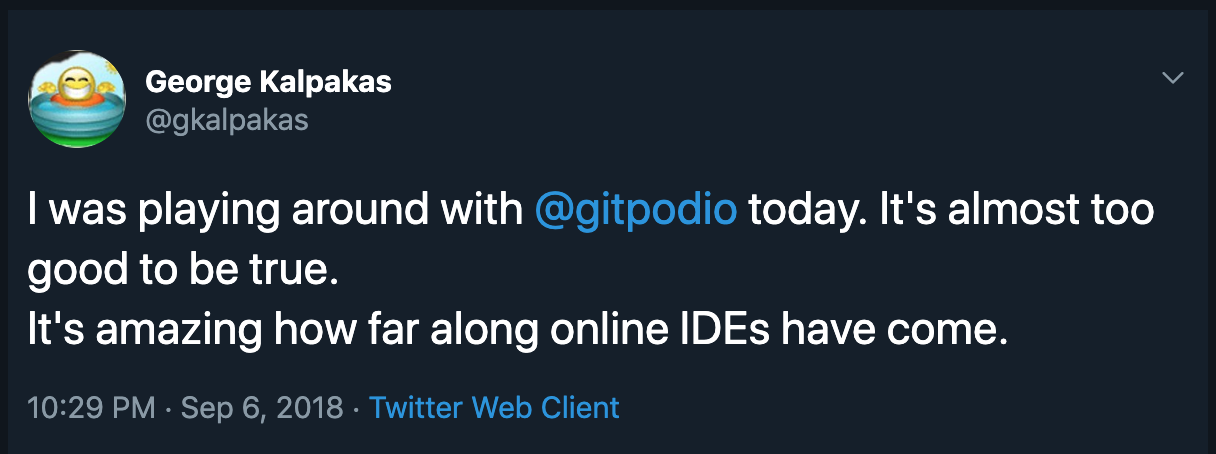 George Kalpakas
@gkalpakas
I was playing around with @gitpodio today. It's almost too
good to be true.
It's amazing how far along online IDEs have come.
10:29 PM · Sep 6, 2018 · Twitter Web Client